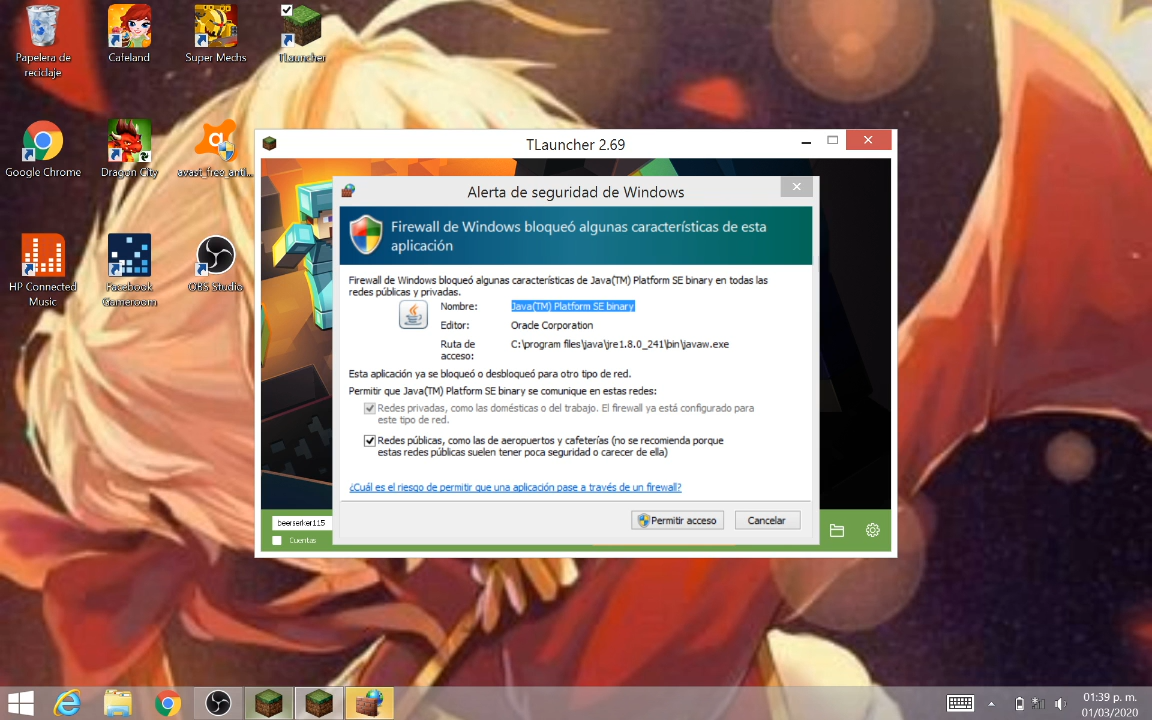 Papelera de
reciclaje
Cafeland
Super Mechs
TLauncher
Google Chrome
Dragon City
avast_free_anti...
HP Connected
Music
Facebook
Gameroom
OBS Studio
TLauncher 2.69
Alerta de seguridad de Windows
Firewall de Windows bloqueó algunas características de esta
aplicación
Firewall de Windows bloqueó algunas características de Java(TM) Platform SE binary en todas las
redes públicas y privadas.
Nombre: Java(TM) Platform SE binary
Editor: Oracle Corporation
Ruta de
acceso: C:\program files\java\jre1.8.0_241\bin\javaw.exe
Esta aplicación ya se bloqueó o desbloqueó para otro tipo de red.
Permitir que Java(TM) Platform SE binary se comunique en estas redes:
Redes privadas, como las domésticas o del trabajo. El firewall ya está configurado para
este tipo de red.
Redes públicas, como las de aeropuertos y cafeterías (no se recomienda porque
estas redes públicas suelen tener poca seguridad o carecer de ella)
¿Cuál es el riesgo de permitir que una aplicación pase a través de un firewall?
Permitir acceso
Cancelar
beerserker115
Cuentas
01:39 p. m.
01/03/2020